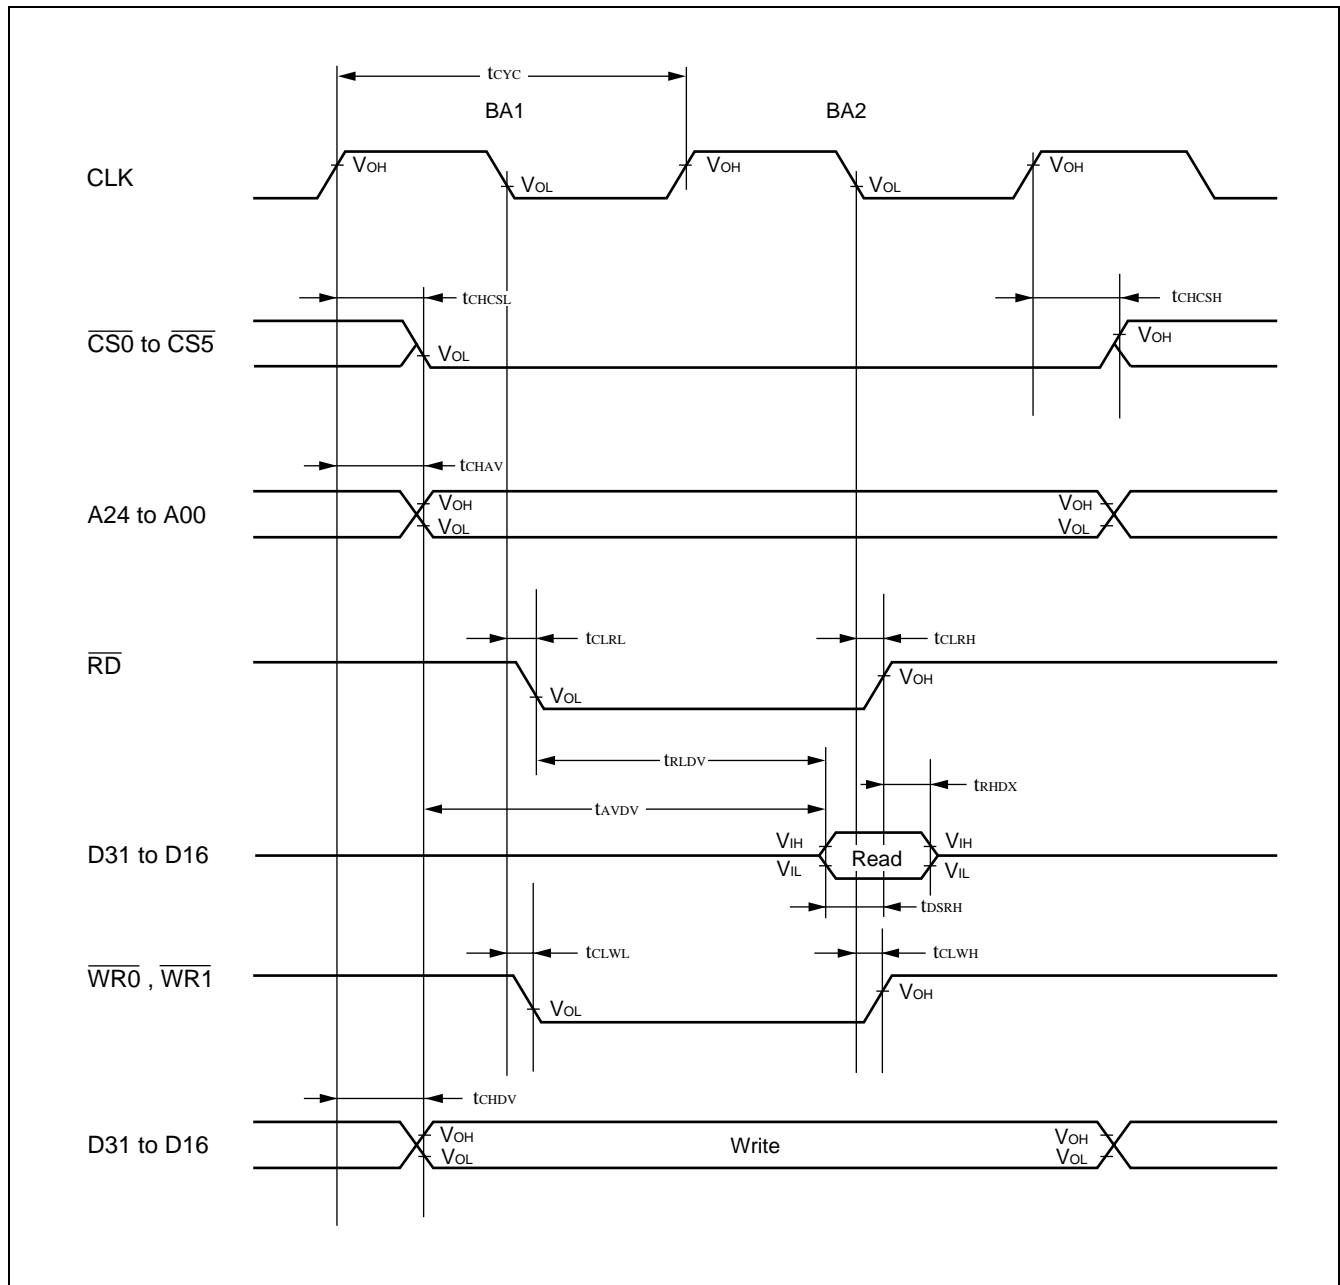 tCYC
BA1 BA2
CLK VOH VOL VOH VOL VOH
tCHCSL tCHCSH
CS0 to CS5 VOL VOH
tCHAV
A24 to A00 VOH VOH
VOL VOL
tCLRL tCLRH
RD VOL VOH
tRLDV
tRHDX
tAVDV
D31 to D16 VIH Read VIH
VIL VIL
tDSRH
tCLWL tCLWH
WR0 , WR1 VOL VOH
tCHDV
D31 to D16 VOH Write VOH
VOL VOL